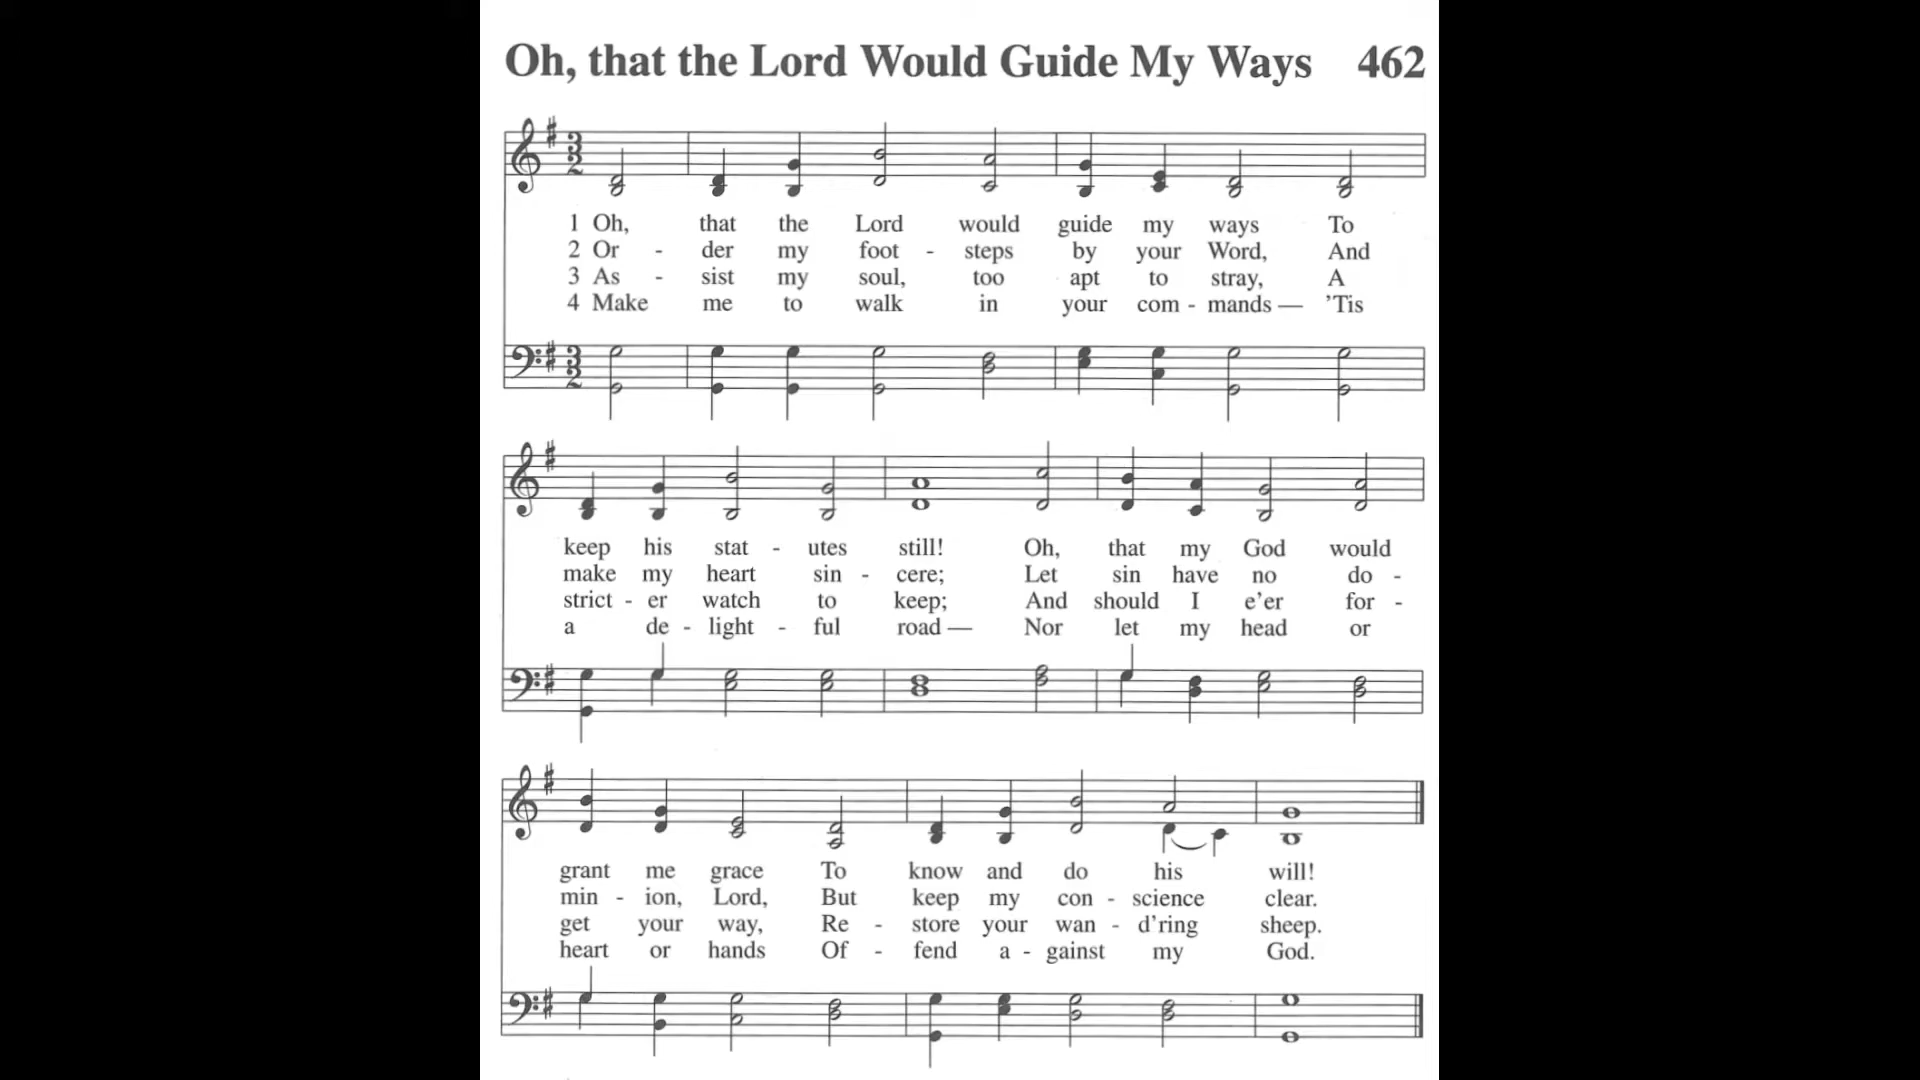 Oh, that the Lord Would Guide My Ways 462
3
2
1 Oh, that the Lord would guide my ways To
2 Or - der my foot - steps by your Word, And
3 As - sist my soul, too apt to stray, A
4 Make me to walk in your com - mands — ’Tis
3
2
keep his stat - utes still! Oh, that my God would
make my heart sin - cere; Let sin have no do -
strict - er watch to keep; And should I e’er for -
a de - light - ful road — Nor let my head or
grant me grace To know and do his will!
min - ion, Lord, But keep my con - science clear.
get your way, Re - store your wan - d’ring sheep.
heart or hands Of - fend a - gainst my God.